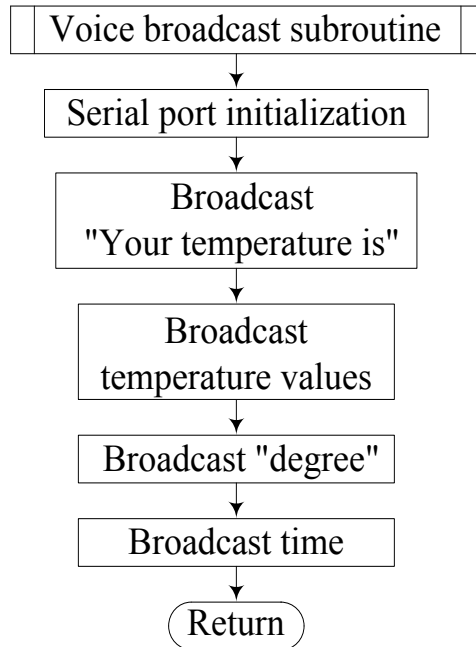 Voice broadcast subroutine
Serial port initialization
Broadcast
"Your temperature is"
Broadcast
temperature values
Broadcast "degree"
Broadcast time
Return